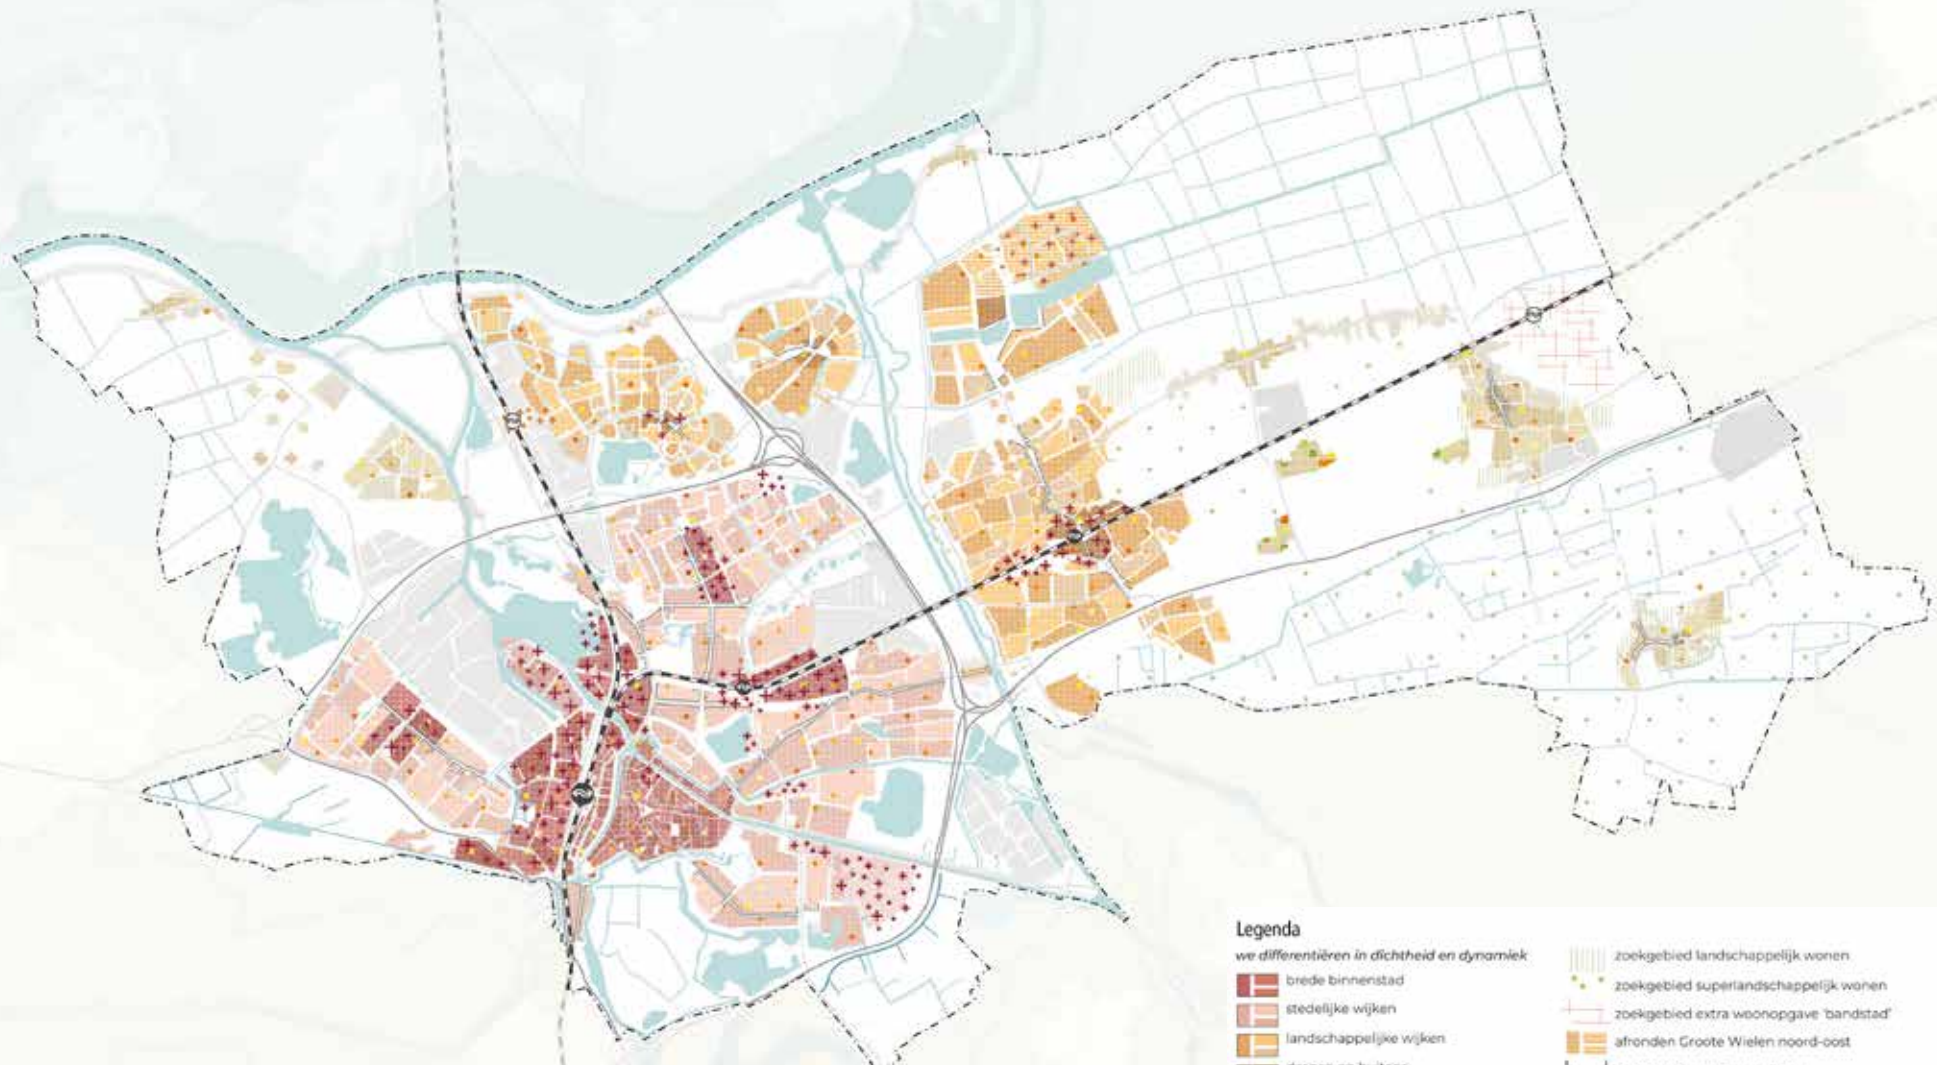 Legenda
we differentiëren in dichtheid en dynamiek
brede binnenstad
stedelijke wijken
landschappelijke wijken
zoekgebied landschappelijk wonen
zoekgebied superlandschappelijk wonen
zoekgebied extra woonopgave 'bandstad'
afronden Groote Wielen noord-oost